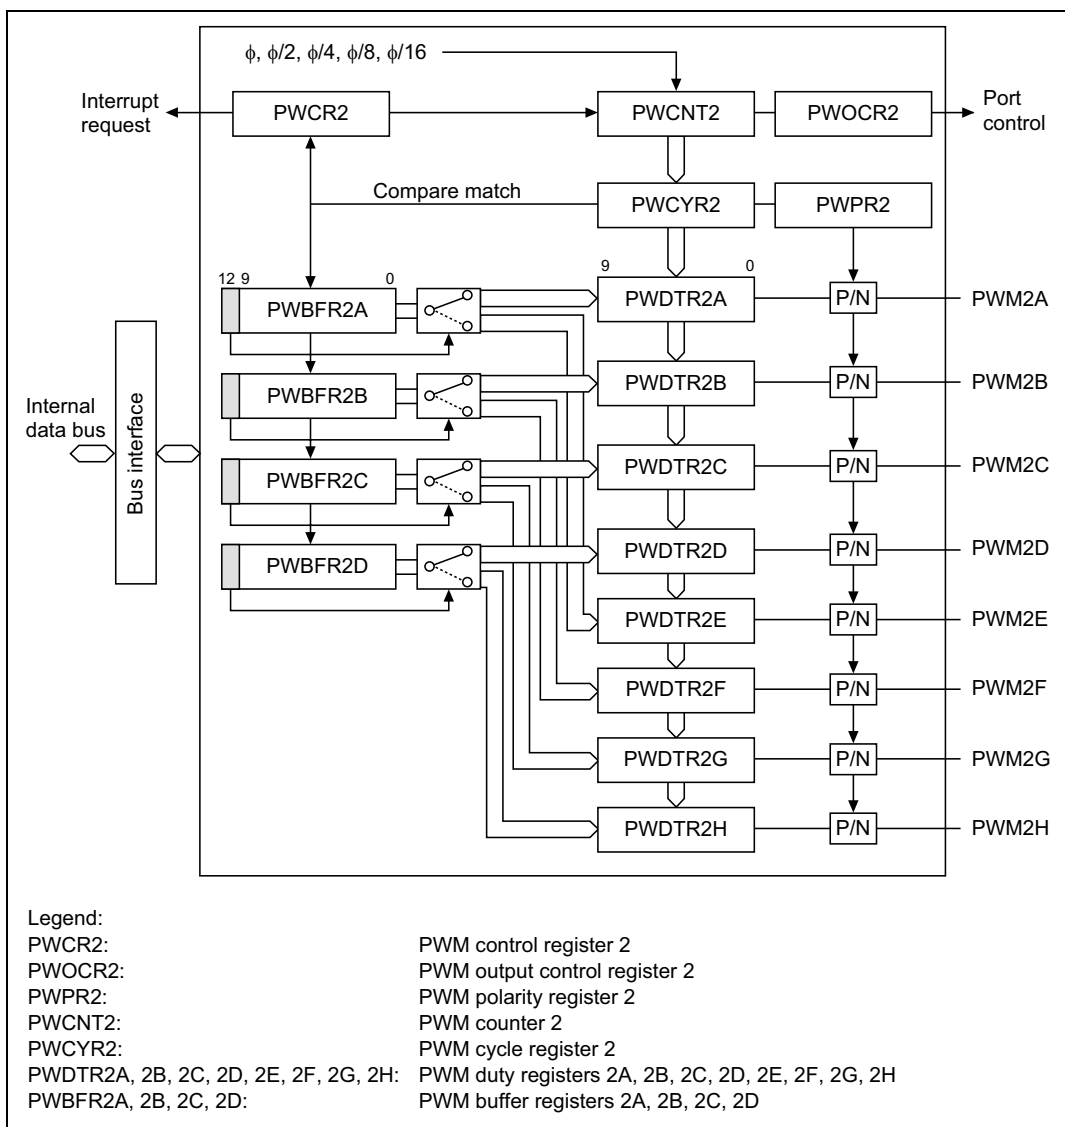 ϕ, ϕ/2, ϕ/4, ϕ/8, ϕ/16
Interrupt
request
PWCR2
PWCNT2
PWOCR2
Port
control
Compare match
PWCYR2
PWPR2
12 9 0
9 0
PWBFR2A
PWDTR2A
P/N
PWM2A
PWBFR2B
PWDTR2B
P/N
PWM2B
Internal
data bus
Bus interface
PWBFR2C
PWDTR2C
P/N
PWM2C
PWBFR2D
PWDTR2D
P/N
PWM2D
PWDTR2E
P/N
PWM2E
PWDTR2F
P/N
PWM2F
PWDTR2G
P/N
PWM2G
PWDTR2H
P/N
PWM2H
Legend:
PWCR2: PWM control register 2
PWOCR2: PWM output control register 2
PWPR2: PWM polarity register 2
PWCNT2: PWM counter 2
PWCYR2: PWM cycle register 2
PWDTR2A, 2B, 2C, 2D, 2E, 2F, 2G, 2H: PWM duty registers 2A, 2B, 2C, 2D, 2E, 2F, 2G, 2H
PWBFR2A, 2B, 2C, 2D: PWM buffer registers 2A, 2B, 2C, 2D